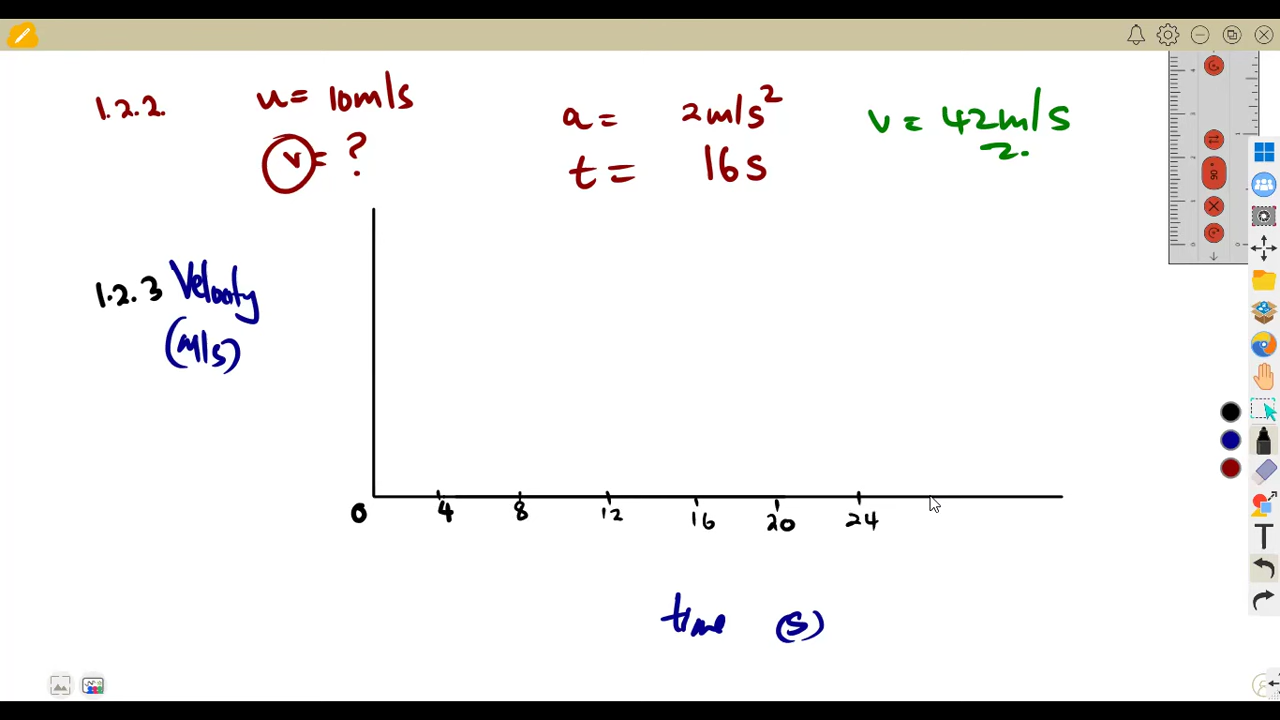 1.2.2. u = 10m/s a = 2m/s² v = 42m/s
v = ? t = 16s
1.2.3 Velocity
(m/s)
0 4 8 12 16 20 24
time (s)
T